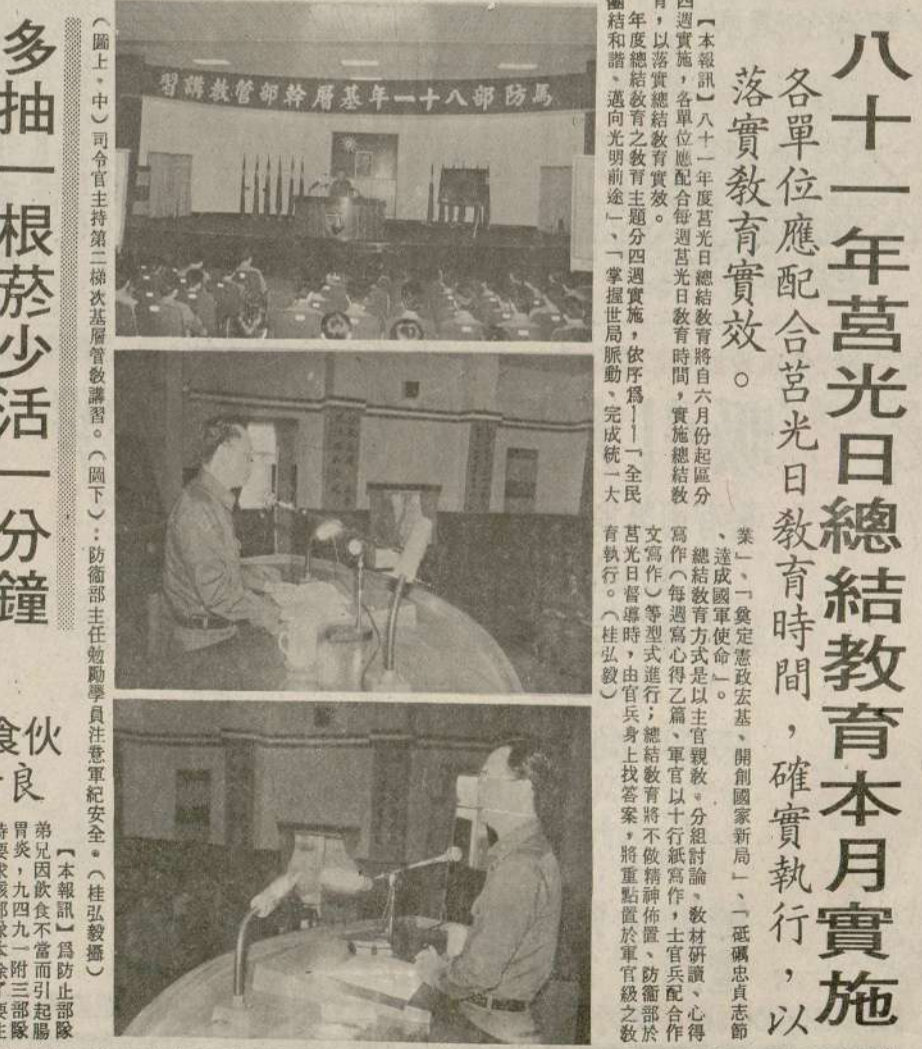 八十一年莒光日總結教育本月實施
各單位應配合莒光日教育時間，確實執行，以
落實教育實效。
【本報訊】八十一年度莒光日總結教育將自六月份起區分
四週實施，各單位應配合每週莒光日教育時間，實施總結教
育，以落實總結教育實效。
年度總結教育之教育主題分四週實施，依序爲——「全民
團結和諧、邁向光明前途」、「掌握世局脈動、完成統一大
業」、「奠定憲政宏基、開創國家新局」、「砥礪忠貞志節
、達成國軍使命」。
總結教育方式是以主官親教。分組討論、教材研讀、心得
寫作（每週寫心得乙篇、軍官以十行紙寫作，士官兵配合作
文寫作）等型式進行；總結教育將不做精神佈置、防衞部於
莒光日督導時，由官兵身上找答案，將重點置於軍官級之教
育執行。（桂弘毅）
馬防部八十一年基層幹部管教講習
（圖上、中）司令官主持第二梯次基層管教講習。（圖下）：防衞部主任勉勵學員注意軍紀安全。（桂弘毅攝）
多抽一根菸少活一分鐘
伙食
良
【本報訊】爲防止部隊
弟兄因飲食不當而引起腸
胃炎，九四九一附三部隊